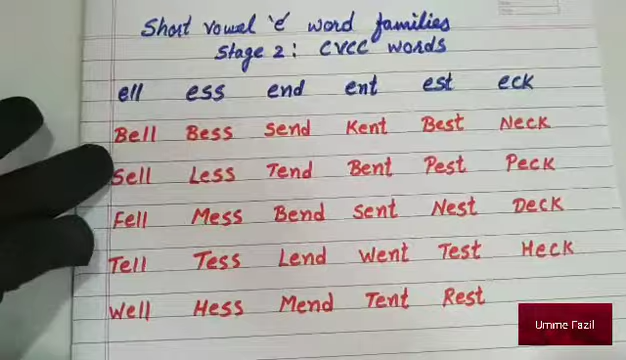 Short vowel 'e' word families
Stage 2: CVCC words
ell ess end ent est eck
Bell Bess Send Kent Best Neck
Sell Less Tend Bent Pest Peck
Fell Mess Bend Sent Nest Deck
Tell Tess Lend Went Test Heck
Well Hess Mend Tent Rest
Umme Fazil